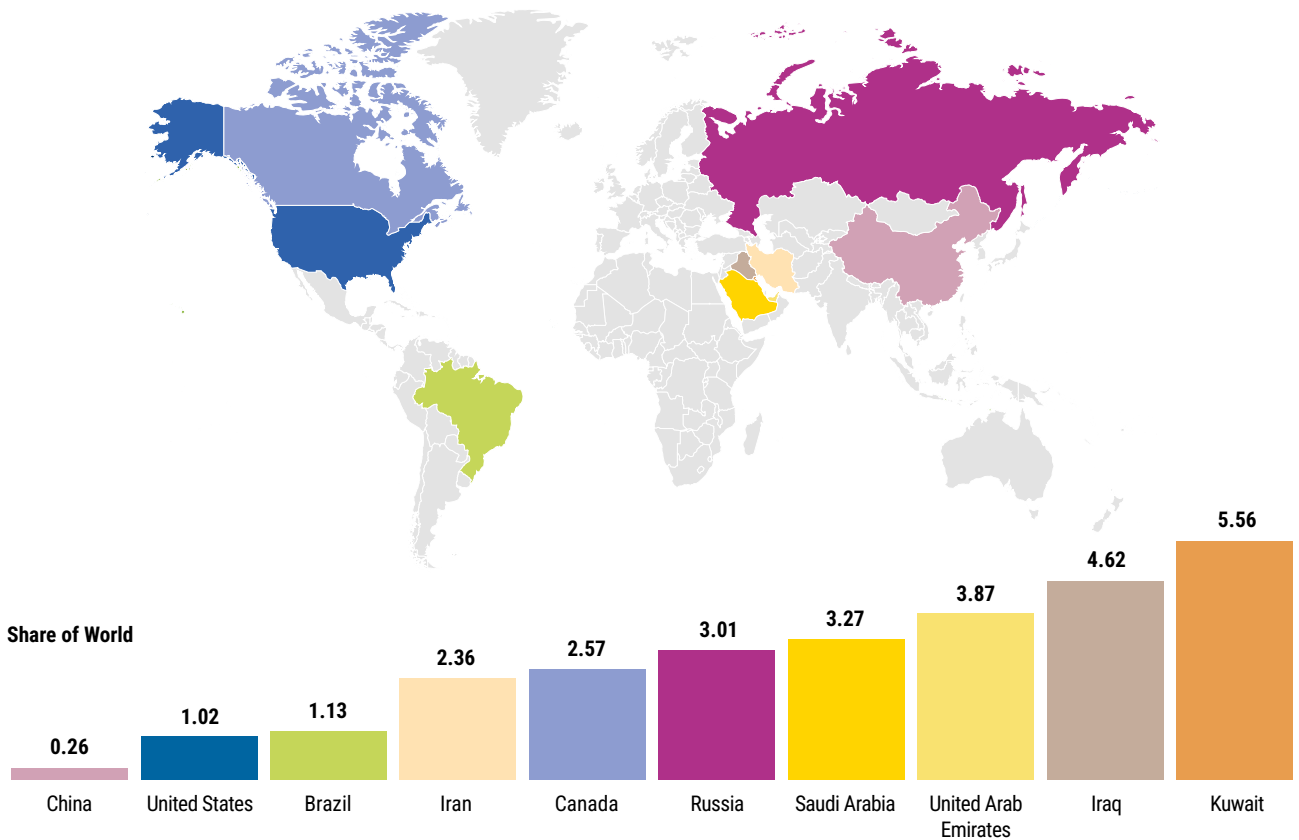 5.56
4.62
3.87
Share of World
3.27
3.01
2.57
2.36
1.13
1.02
0.26
China
United States
Brazil
Iran
Canada
Russia
Saudi Arabia
United Arab
Emirates
Iraq
Kuwait